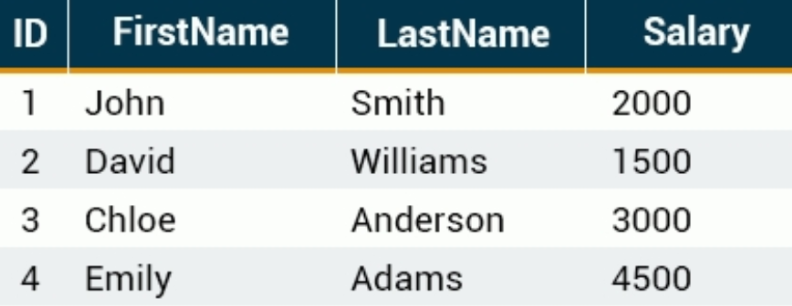 ID FirstName LastName Salary
1 John Smith 2000
2 David Williams 1500
3 Chloe Anderson 3000
4 Emily Adams 4500